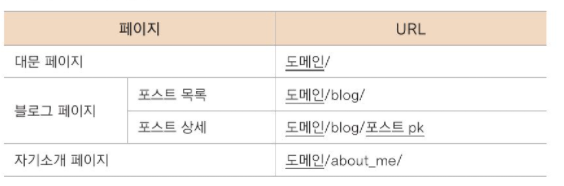 페이지 URL
대문 페이지 도메인/
블로그 페이지 포스트 목록 도메인/blog/
포스트 상세 도메인/blog/포스트 pk
자기소개 페이지 도메인/about_me/